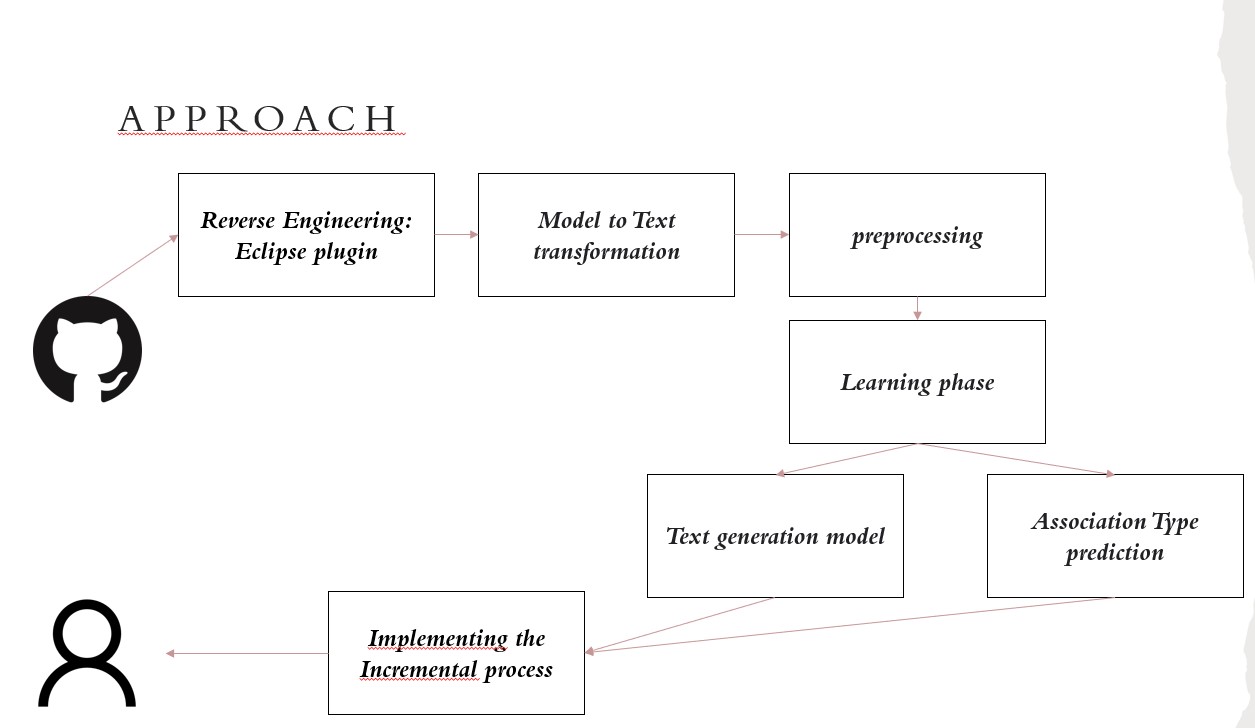 APPROACH
Reverse Engineering:
Eclipse plugin
Model to Text
transformation
preprocessing
Learning phase
Text generation model
Association Type
prediction
Implementing the
Incremental process